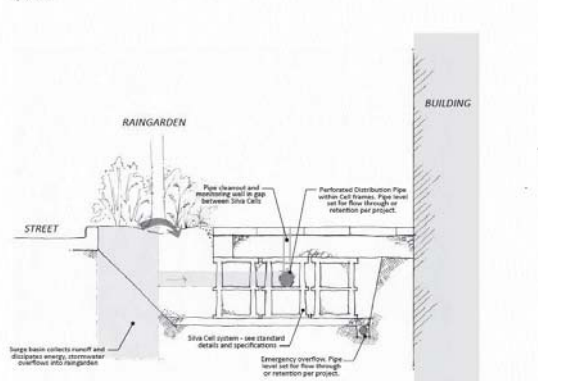 BUILDING
RAINGARDEN
Pipe cleanout and
monitoring wall in gap
between Silva Cells
Perforated Distribution Pipe
within Cell frames. Pipe level
set for flow through or
retention per project.
STREET
Surge basin collects runoff and
dissipates energy, stormwater
overflows into raingarden
Silva Cell system - see standard
details and specifications
Emergency overflow. Pipe
level set for flow through
or retention per project.